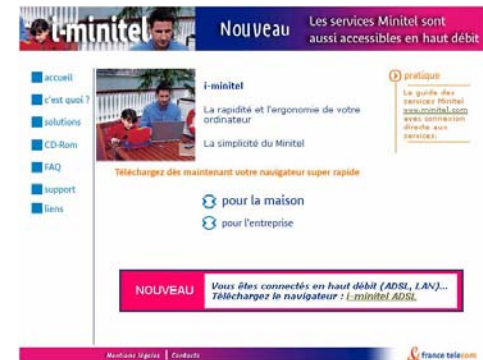 i-minitel
Nouveau
Les services Minitel sont
aussi accessibles en haut débit
accueil
c'est quoi ?
solutions
CD-Rom
FAQ
support
liens
i-minitel
La rapidité et l'ergonomie de votre
ordinateur
La simplicité du Minitel
pratique
Le guide des
services Minitel
www.minitel.com
avec connexion
directe aux
services.
Téléchargez dès maintenant votre navigateur super rapide
pour la maison
pour l'entreprise
NOUVEAU
Vous êtes connectés en haut débit (ADSL, LAN)...
Téléchargez le navigateur : i-minitel ADSL
Mentions légales | Contacts
france telecom